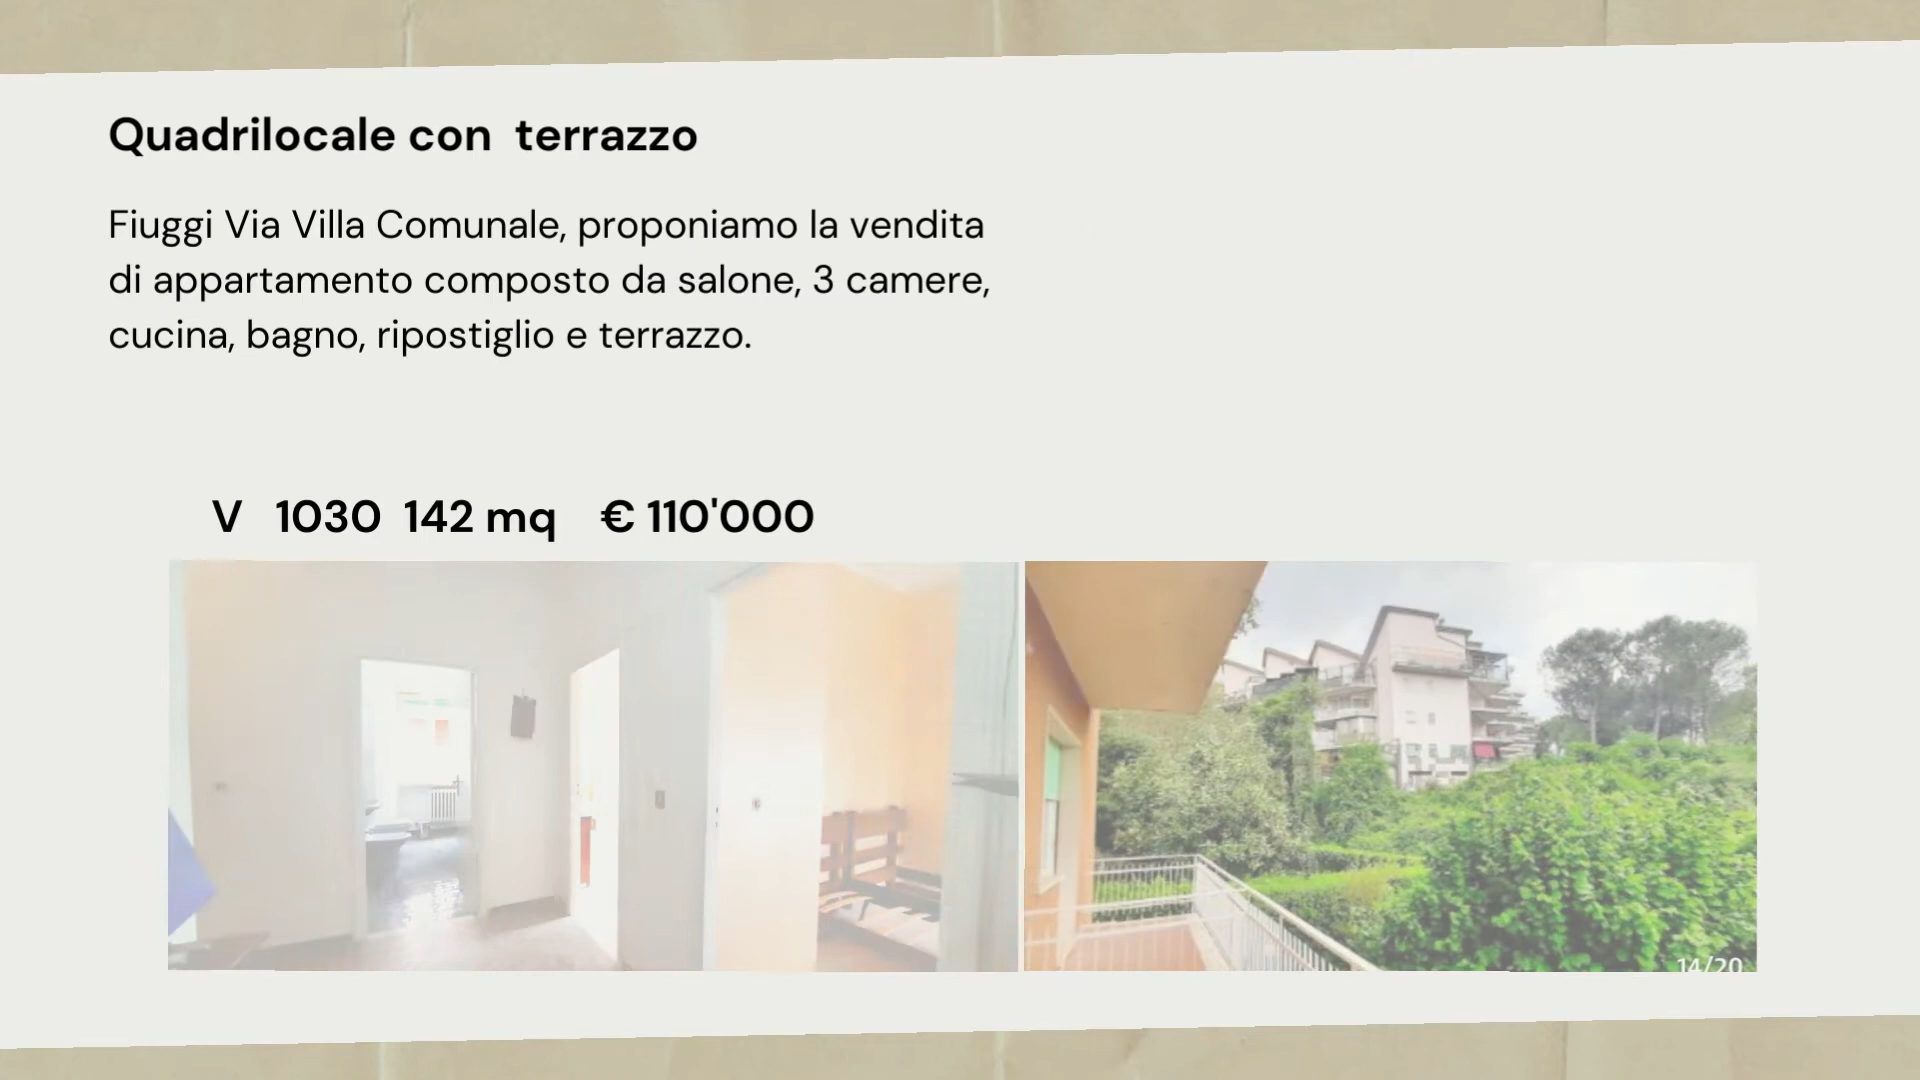 Quadrilocale con terrazzo
Fiuggi Via Villa Comunale, proponiamo la vendita
di appartamento composto da salone, 3 camere,
cucina, bagno, ripostiglio e terrazzo.
V 1030 142 mq € 110'000
14/20